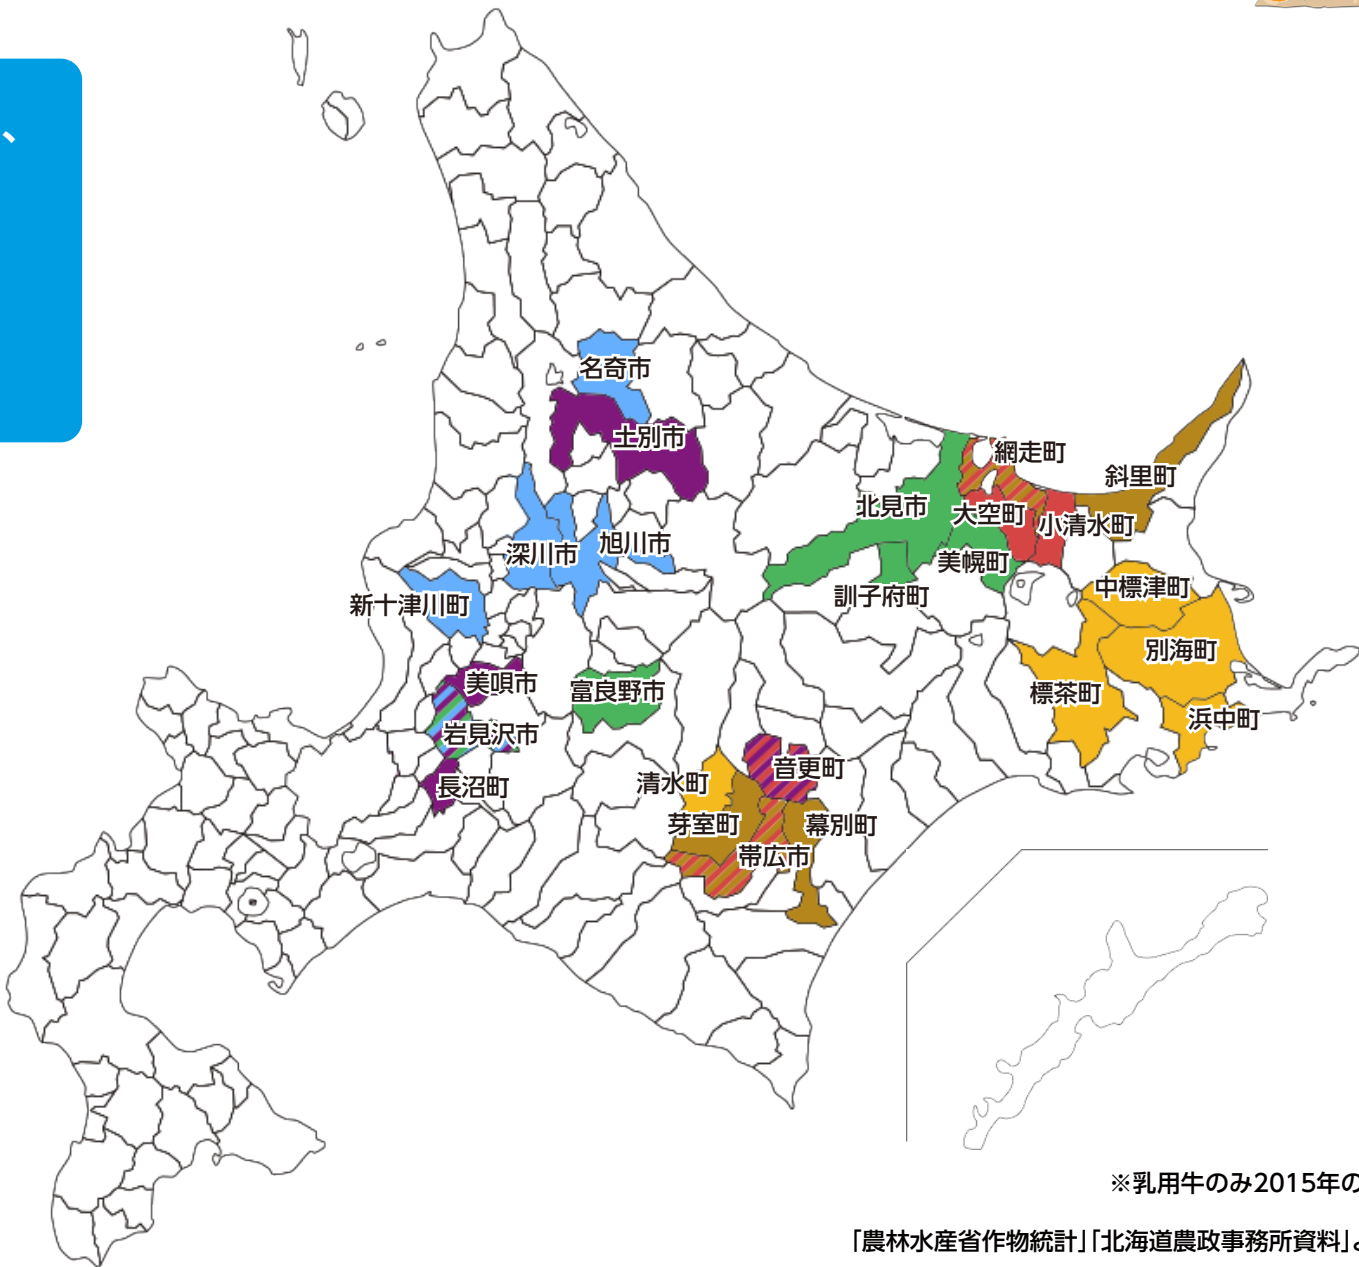 、
名寄市
士別市
網走町
斜里町
北見市
大空町
小清水町
深川市
旭川市
美幌町
訓子府町
中標津町
新十津川町
別海町
美唄市
富良野市
標茶町
浜中町
岩見沢市
音更町
清水町
長沼町
芽室町
幕別町
帯広市
※乳用牛のみ2015年の
「農林水産省作物統計」「北海道農政事務所資料」よ